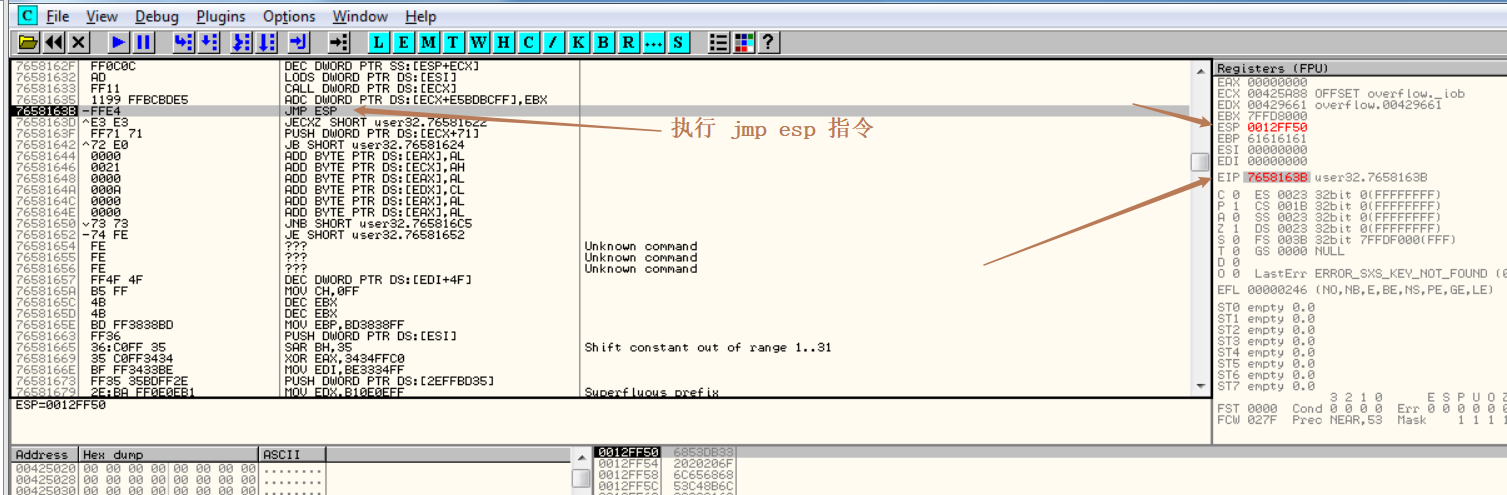 C File View Debug Plugins Options Window Help
L E M T W H C / K B R ... S ?
7658162F FF0C0C DEC DWORD PTR SS:[ESP+ECX]
76581632 AD LODS DWORD PTR DS:[ESI]
76581633 FF11 CALL DWORD PTR DS:[ECX]
76581635 1199 FFBCBDE5 ADC DWORD PTR DS:[ECX+E5BDBCFF],EBX
7658163B -FFE4 JMP ESP
7658163D ^E3 E3 JECXZ SHORT user32.76581622
7658163F FF71 71 PUSH DWORD PTR DS:[ECX+71]
76581642 ^72 E0 JB SHORT user32.76581624
76581644 0000 ADD BYTE PTR DS:[EAX],AL
76581646 0021 ADD BYTE PTR DS:[ECX],AH
76581648 0000 ADD BYTE PTR DS:[EAX],AL
7658164A 000A ADD BYTE PTR DS:[EDX],CL
7658164C 0000 ADD BYTE PTR DS:[EAX],AL
7658164E 0000 ADD BYTE PTR DS:[EAX],AL
76581650 v73 73 JNB SHORT user32.765816C5
76581652 -74 FE JE SHORT user32.76581652
76581654 FE ??? Unknown command
76581655 FE ??? Unknown command
76581656 FE ??? Unknown command
76581657 FF4F 4F DEC DWORD PTR DS:[EDI+4F]
7658165A B5 FF MOV CH,0FF
7658165C 4B DEC EBX
7658165D 4B DEC EBX
7658165E BD FF3838BD MOV EBP,BD3838FF
76581663 FF36 PUSH DWORD PTR DS:[ESI]
76581665 36:C0FF 35 SAR BH,35 Shift constant out of range 1..31
76581669 35 C0FF3434 XOR EAX,3434FFC0
7658166E BF FF3433BE MOV EDI,BE3334FF
76581673 FF35 35BDFF2E PUSH DWORD PTR DS:[2EFFBD35]
76581679 2E:BA FF0E0EB1 MOV EDX,B10E0EFF Superfluous prefix
执行 jmp esp 指令
ESP=0012FF50
Registers (FPU)
EAX 00000000
ECX 00425A88 OFFSET overflow._iob
EDX 00429661 overflow.00429661
EBX 7FFD8000
ESP 0012FF50
EBP 61616161
ESI 00000000
EDI 00000000
EIP 7658163B user32.7658163B
C 0 ES 0023 32bit 0(FFFFFFFF)
P 1 CS 001B 32bit 0(FFFFFFFF)
A 0 SS 0023 32bit 0(FFFFFFFF)
Z 1 DS 0023 32bit 0(FFFFFFFF)
S 0 FS 003B 32bit 7FFDF000(FFF)
T 0 GS 0000 NULL
D 0
O 0 LastErr ERROR_SXS_KEY_NOT_FOUND (0
EFL 00000246 (NO,NB,E,BE,NS,PE,GE,LE)
ST0 empty 0.0
ST1 empty 0.0
ST2 empty 0.0
ST3 empty 0.0
ST4 empty 0.0
ST5 empty 0.0
ST6 empty 0.0
ST7 empty 0.0
3 2 1 0 E S P U O Z
FST 0000 Cond 0 0 0 0 Err 0 0 0 0 0 0
FCW 027F Prec NEAR,53 Mask 1 1 1 1
Address Hex dump ASCII
00425020 00 00 00 00 00 00 00 00 ........
00425028 00 00 00 00 00 00 00 00 ........
00425030 00 00 00 00 00 00 00 00 ........
0012FF50 6853DB33
0012FF54 2020206F
0012FF58 6C656868
0012FF5C 53C48B6C